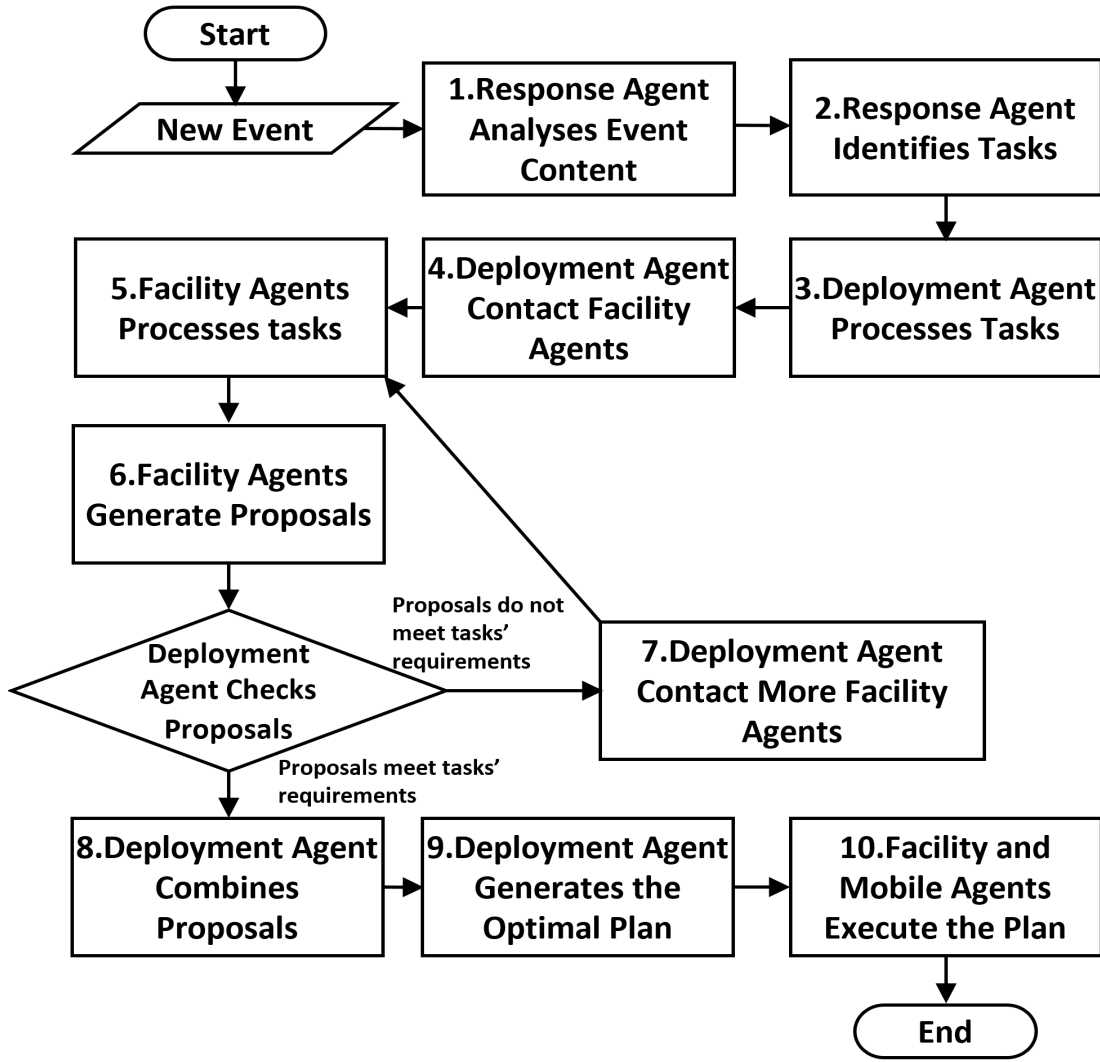 Start
New Event
1.Response Agent
Analyses Event
Content
2.Response Agent
Identifies Tasks
3.Deployment Agent
Processes Tasks
4.Deployment Agent
Contact Facility
Agents
5.Facility Agents
Processes tasks
6.Facility Agents
Generate Proposals
Deployment
Agent Checks
Proposals
Proposals do not
meet tasks’
requirements
7.Deployment Agent
Contact More Facility
Agents
Proposals meet tasks’
requirements
8.Deployment Agent
Combines
Proposals
9.Deployment Agent
Generates the
Optimal Plan
10.Facility and
Mobile Agents
Execute the Plan
End